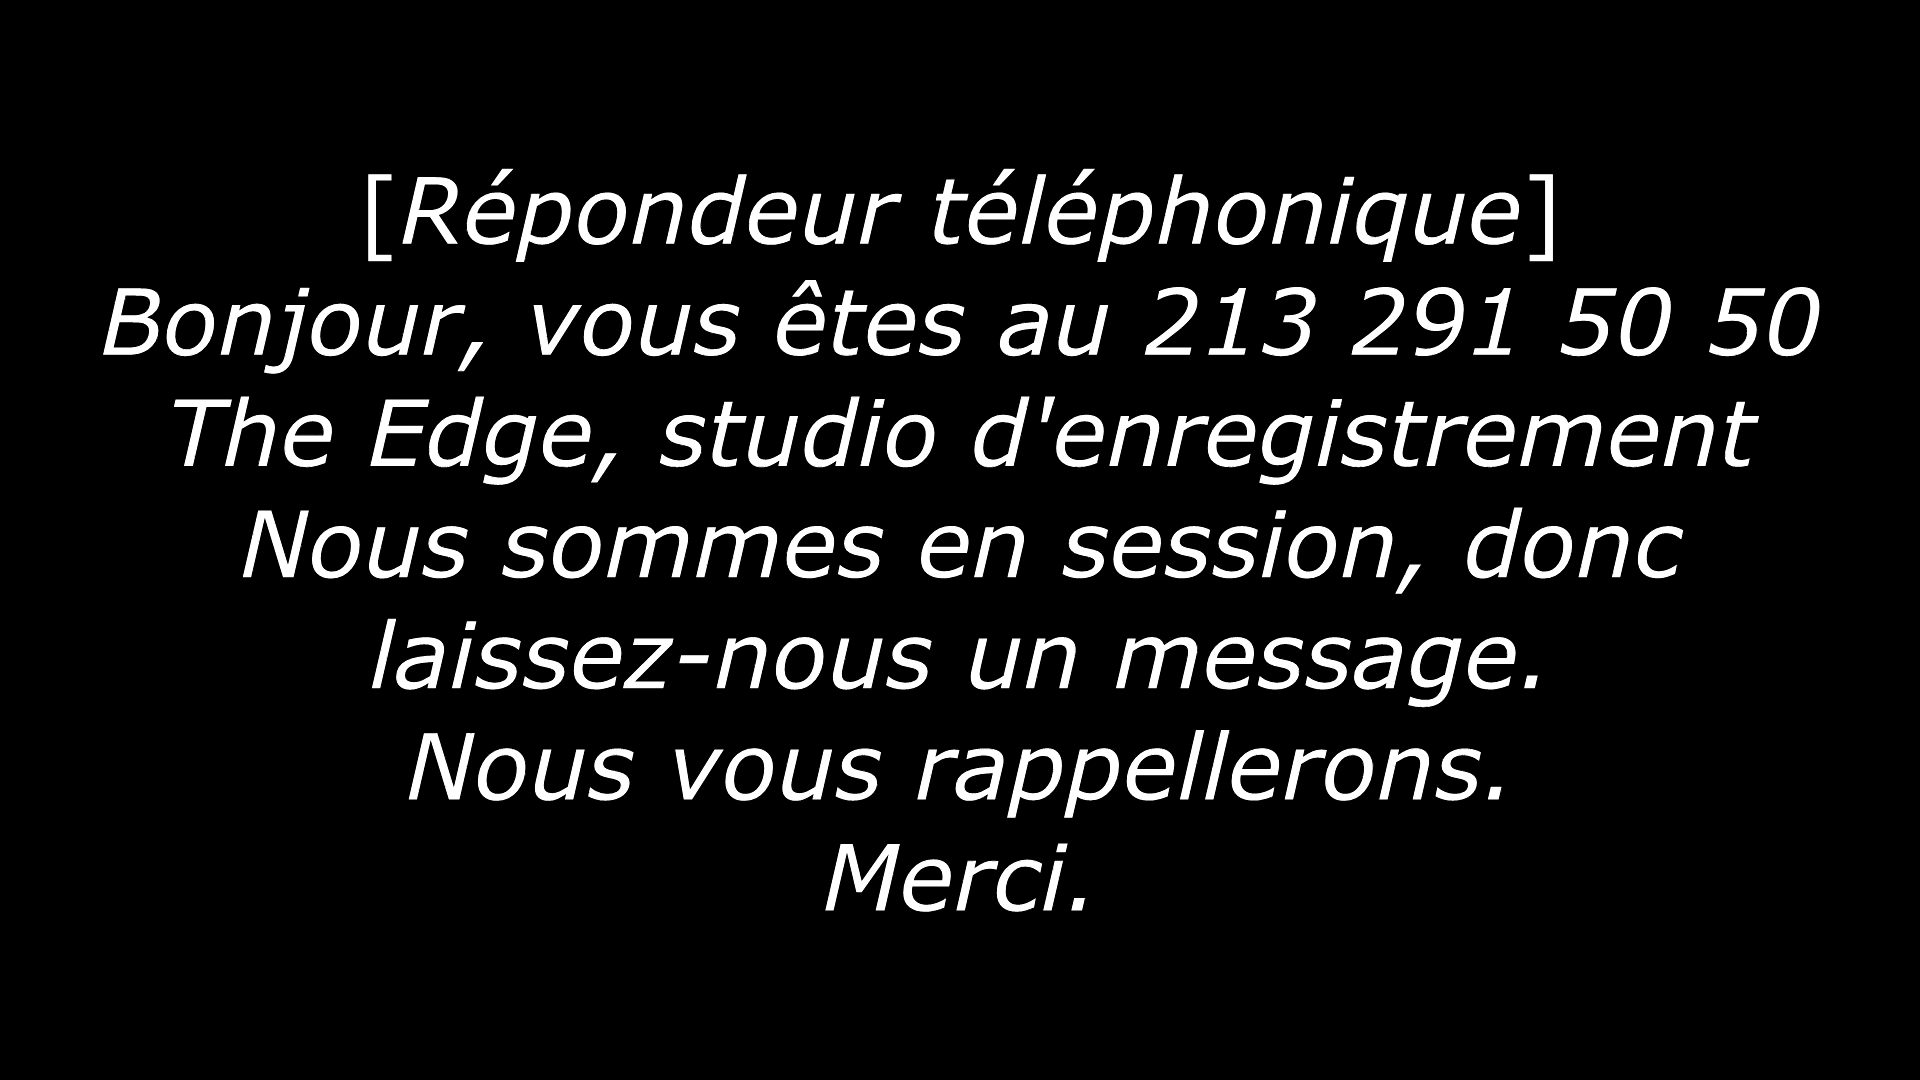 [Répondeur téléphonique]
Bonjour, vous êtes au 213 291 50 50
The Edge, studio d'enregistrement
Nous sommes en session, donc
laissez-nous un message.
Nous vous rappellerons.
Merci.